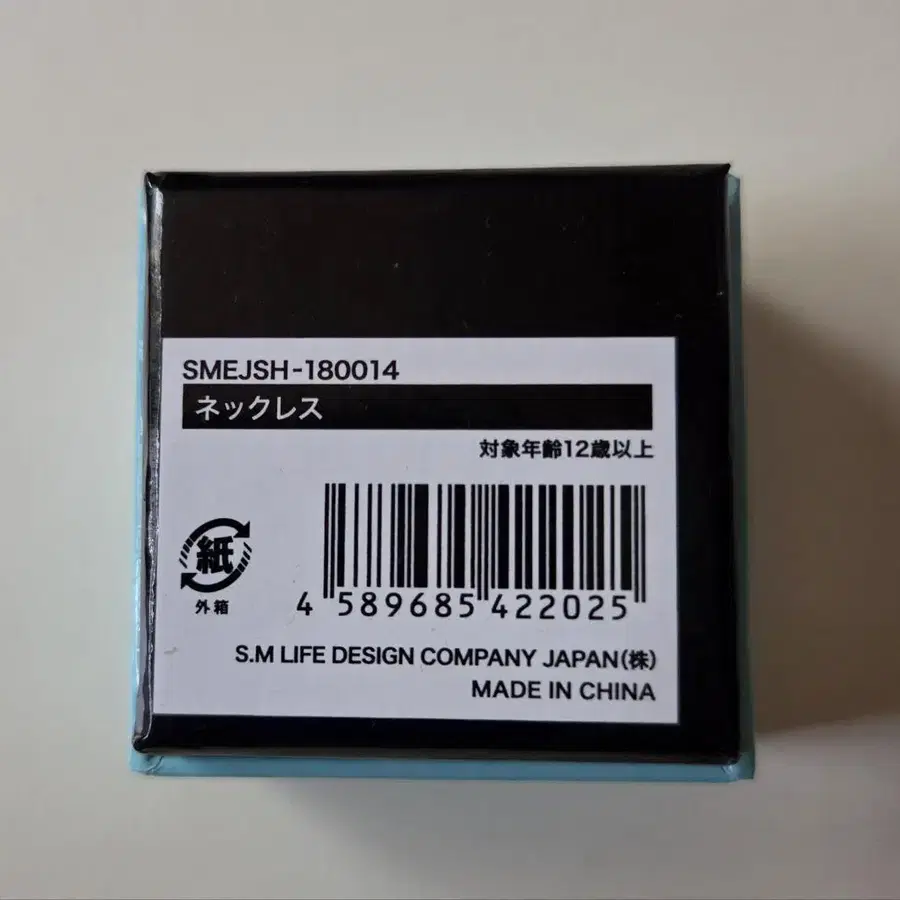 SMEJSH-180014
ネックレス
対象年齢12歳以上
紙
外箱
4 589685 422025
S.M LIFE DESIGN COMPANY JAPAN(株)
MADE IN CHINA